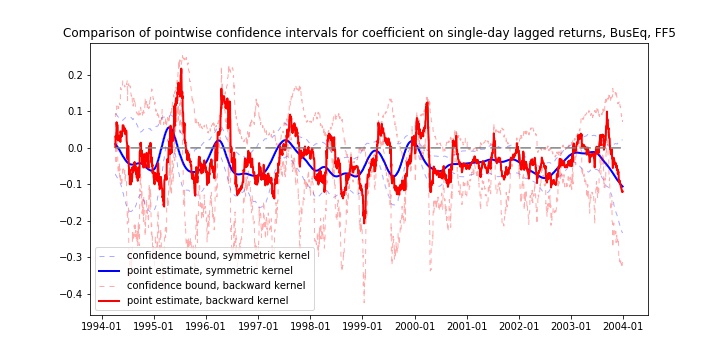 Comparison of pointwise confidence intervals for coefficient on single-day lagged returns, BusEq, FF5
0.2
0.1
0.0
−0.1
−0.2
−0.3
−0.4
confidence bound, symmetric kernel
point estimate, symmetric kernel
confidence bound, backward kernel
point estimate, backward kernel
1994-01 1995-01 1996-01 1997-01 1998-01 1999-01 2000-01 2001-01 2002-01 2003-01 2004-01